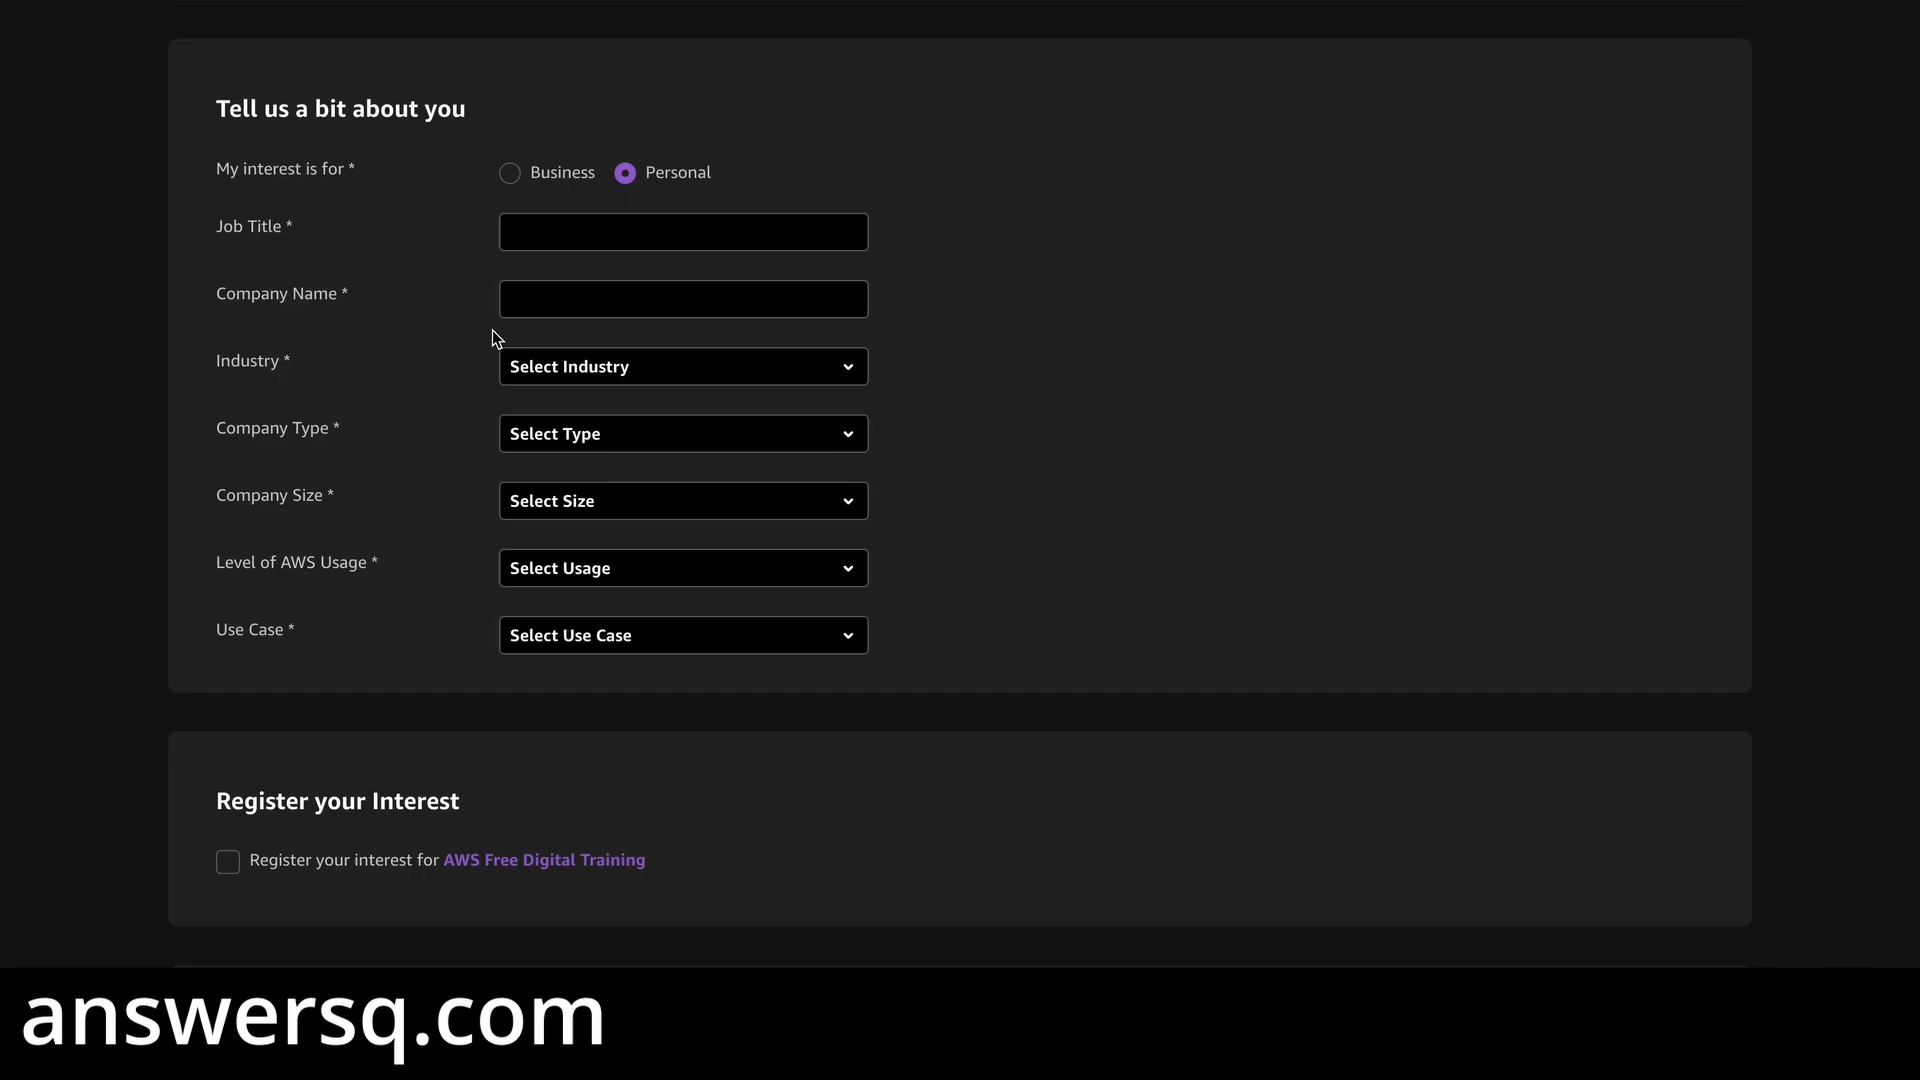 Tell us a bit about you
My interest is for * Business Personal
Job Title *
Company Name *
Industry * Select Industry
Company Type * Select Type
Company Size * Select Size
Level of AWS Usage * Select Usage
Use Case * Select Use Case
Register your Interest
Register your interest for AWS Free Digital Training
answersq.com